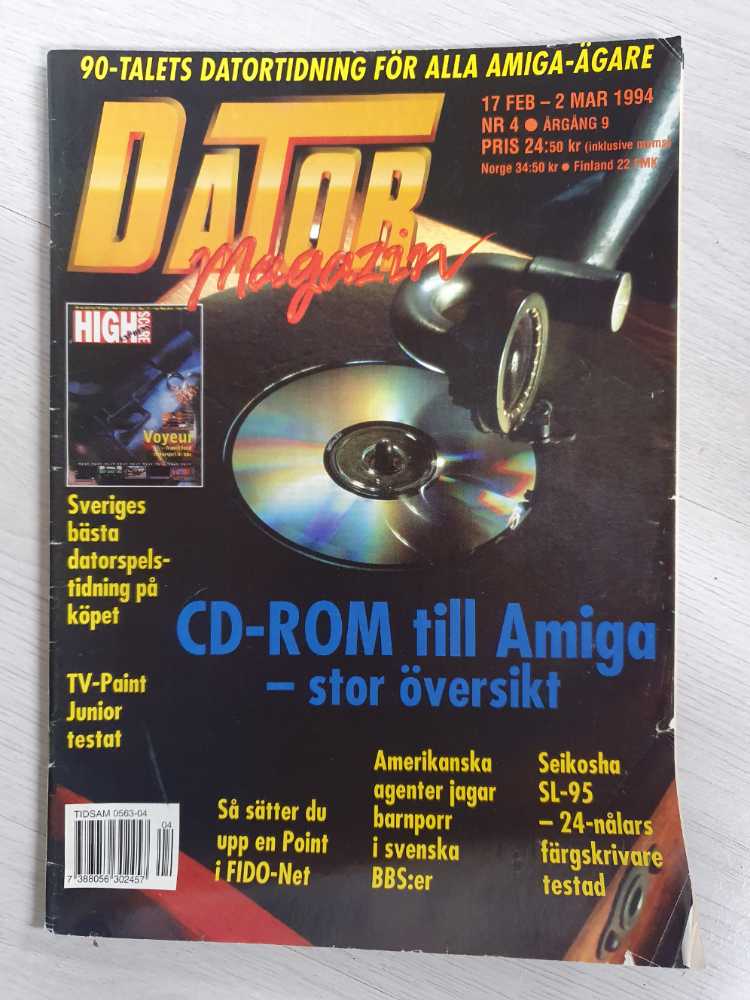 90-TALETS DATORTIDNING FÖR ALLA AMIGA-ÄGARE
DATOR
Magazin
17 FEB – 2 MAR 1994
NR 4 ● ÅRGÅNG 9
PRIS 24:50 kr (inklusive moms)
Norge 34:50 kr ● Finland 22 FMK
HIGH
SCORE
Voyeur
Sveriges
bästa
datorspels-
tidning på
köpet
CD-ROM till Amiga
– stor översikt
TV-Paint
Junior
testat
Så sätter du
upp en Point
i FIDO-Net
Amerikanska
agenter jagar
barnporr
i svenska
BBS:er
Seikosha
SL-95
– 24-nålars
färgskrivare
testad
TIDSAM 0563-04
04
7 388056 302457